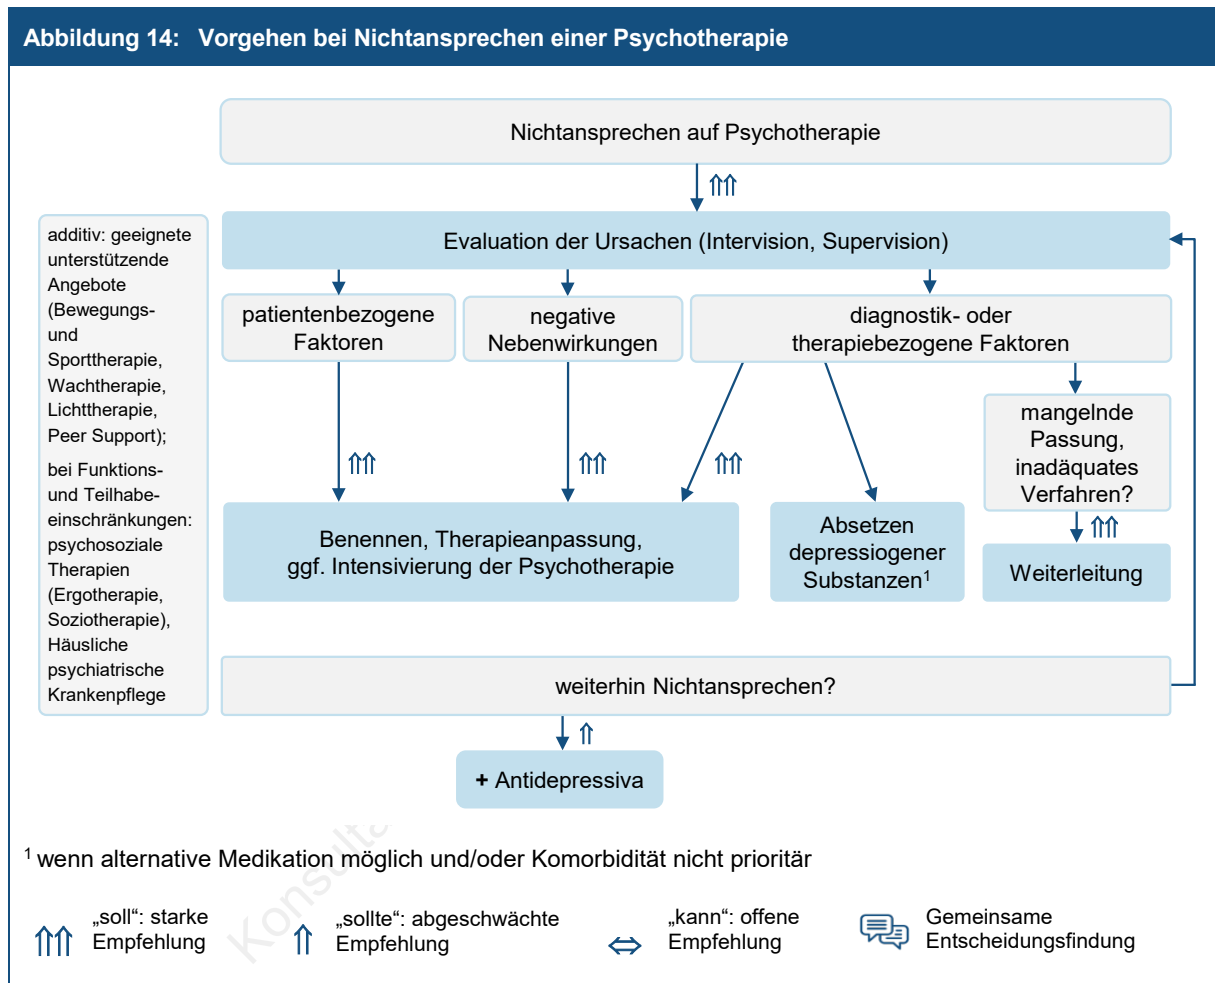 Abbildung 14: Vorgehen bei Nichtansprechen einer Psychotherapie
Nichtansprechen auf Psychotherapie
⇑⇑
Evaluation der Ursachen (Intervision, Supervision)
additiv: geeignete
unterstützende
Angebote
(Bewegungs-
und
Sporttherapie,
Wachtherapie,
Lichttherapie,
Peer Support);
bei Funktions-
und Teilhabe-
einschränkungen:
psychosoziale
Therapien
(Ergotherapie,
Soziotherapie),
Häusliche
psychiatrische
Krankenpflege
patientenbezogene
Faktoren
negative
Nebenwirkungen
diagnostik- oder
therapiebezogene Faktoren
mangelnde
Passung,
inadäquates
Verfahren?
⇑⇑
⇑⇑
⇑⇑
⇑⇑
Benennen, Therapieanpassung,
ggf. Intensivierung der Psychotherapie
Absetzen
depressiogener
Substanzen¹
Weiterleitung
weiterhin Nichtansprechen?
⇑
+ Antidepressiva
¹ wenn alternative Medikation möglich und/oder Komorbidität nicht prioritär
⇑⇑ „soll“: starke
Empfehlung
⇑ „sollte“: abgeschwächte
Empfehlung
⇔ „kann“: offene
Empfehlung
Gemeinsame
Entscheidungsfindung